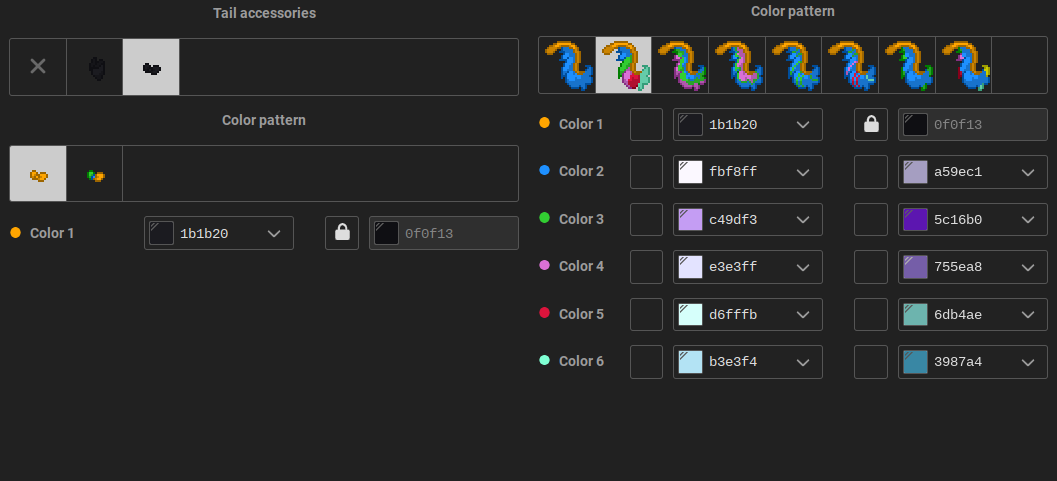 Tail accessories
Color pattern
Color 1 1b1b20 0f0f13
Color pattern
Color 1 1b1b20 0f0f13
Color 2 fbf8ff a59ec1
Color 3 c49df3 5c16b0
Color 4 e3e3ff 755ea8
Color 5 d6fffb 6db4ae
Color 6 b3e3f4 3987a4